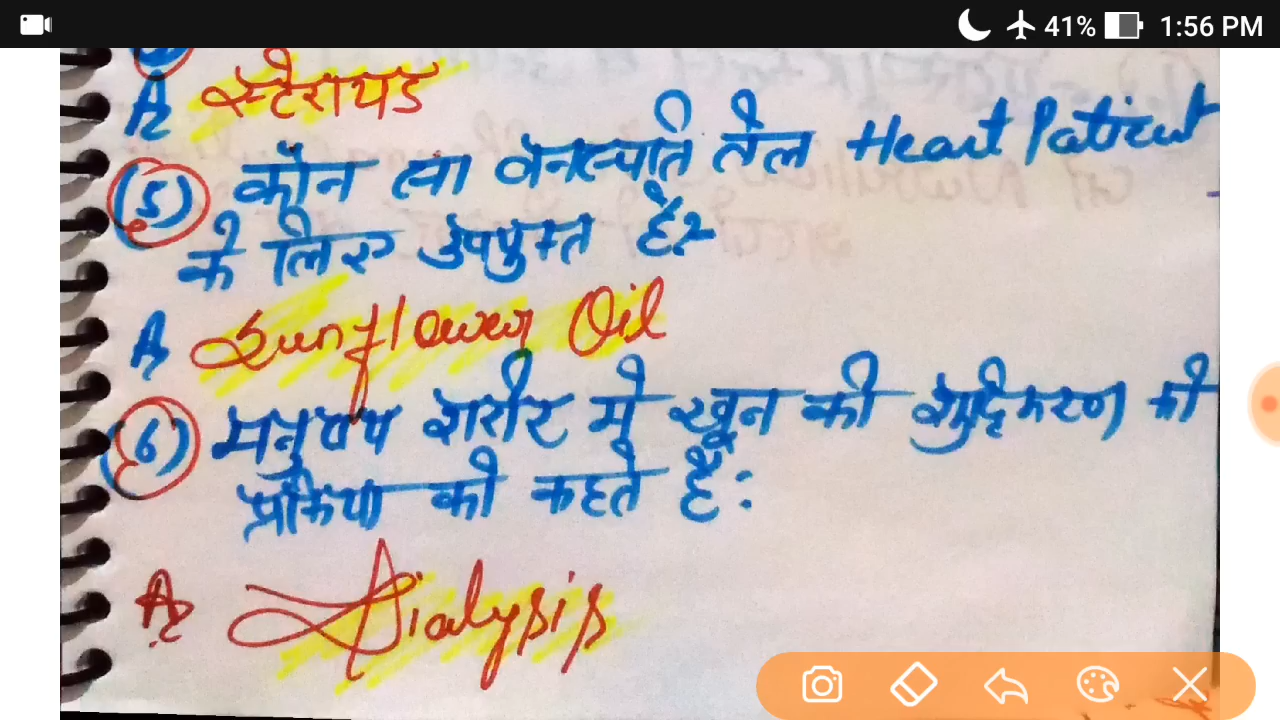 41% 1:56 PM
A स्टेरायड
(5) कौन सा वनस्पति तेल Heart Patient
के लिए उपयुक्त है?
A Sunflower Oil
(6) मनुष्य शरीर मे खून की शुद्दिकरण की
प्रक्रिया को कहते हैं:
A Dialysis